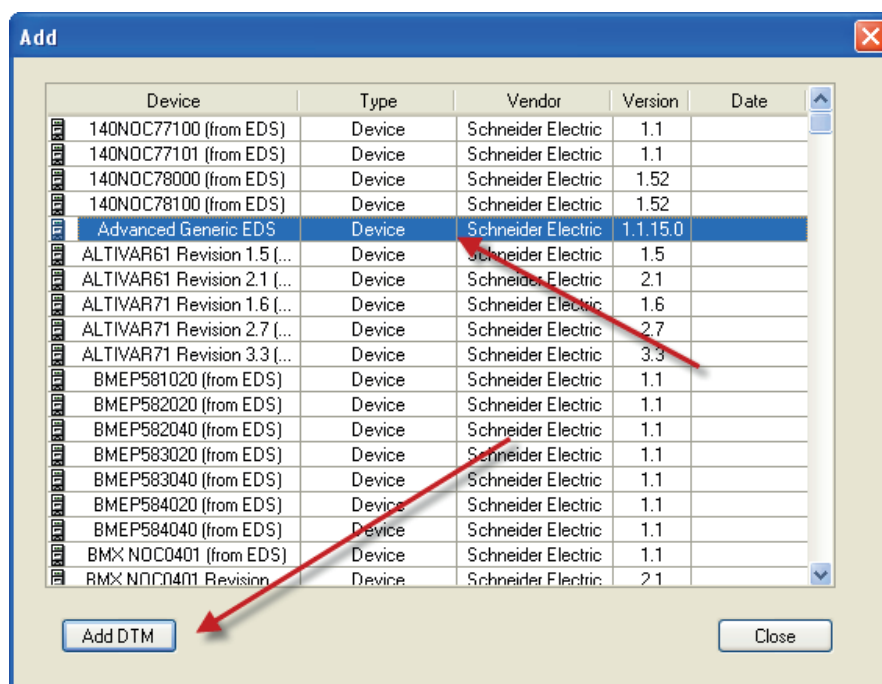 Add
Device Type Vendor Version Date
140NOC77100 (from EDS) Device Schneider Electric 1.1
140NOC77101 (from EDS) Device Schneider Electric 1.1
140NOC78000 (from EDS) Device Schneider Electric 1.52
140NOC78100 (from EDS) Device Schneider Electric 1.52
Advanced Generic EDS Device Schneider Electric 1.1.15.0
ALTIVAR61 Revision 1.5 (... Device Schneider Electric 1.5
ALTIVAR61 Revision 2.1 (... Device Schneider Electric 2.1
ALTIVAR71 Revision 1.6 (... Device Schneider Electric 1.6
ALTIVAR71 Revision 2.7 (... Device Schneider Electric 2.7
ALTIVAR71 Revision 3.3 (... Device Schneider Electric 3.3
BMEP581020 (from EDS) Device Schneider Electric 1.1
BMEP582020 (from EDS) Device Schneider Electric 1.1
BMEP582040 (from EDS) Device Schneider Electric 1.1
BMEP583020 (from EDS) Device Schneider Electric 1.1
BMEP583040 (from EDS) Device Schneider Electric 1.1
BMEP584020 (from EDS) Device Schneider Electric 1.1
BMEP584040 (from EDS) Device Schneider Electric 1.1
BMX NOC0401 (from EDS) Device Schneider Electric 1.1
BMX NOC0401 Revision Device Schneider Electric 2.1
Add DTM Close